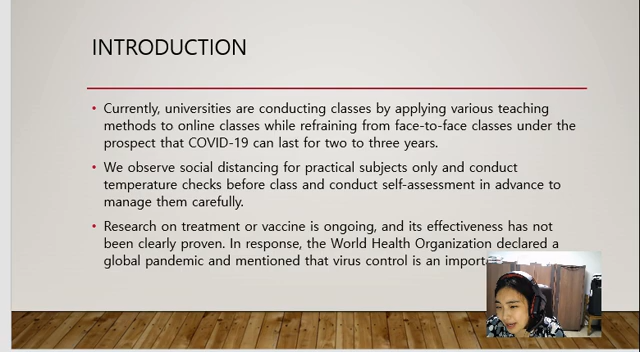 INTRODUCTION
• Currently, universities are conducting classes by applying various teaching
methods to online classes while refraining from face-to-face classes under the
prospect that COVID-19 can last for two to three years.
• We observe social distancing for practical subjects only and conduct
temperature checks before class and conduct self-assessment in advance to
manage them carefully.
• Research on treatment or vaccine is ongoing, and its effectiveness has not
been clearly proven. In response, the World Health Organization declared a
global pandemic and mentioned that virus control is an